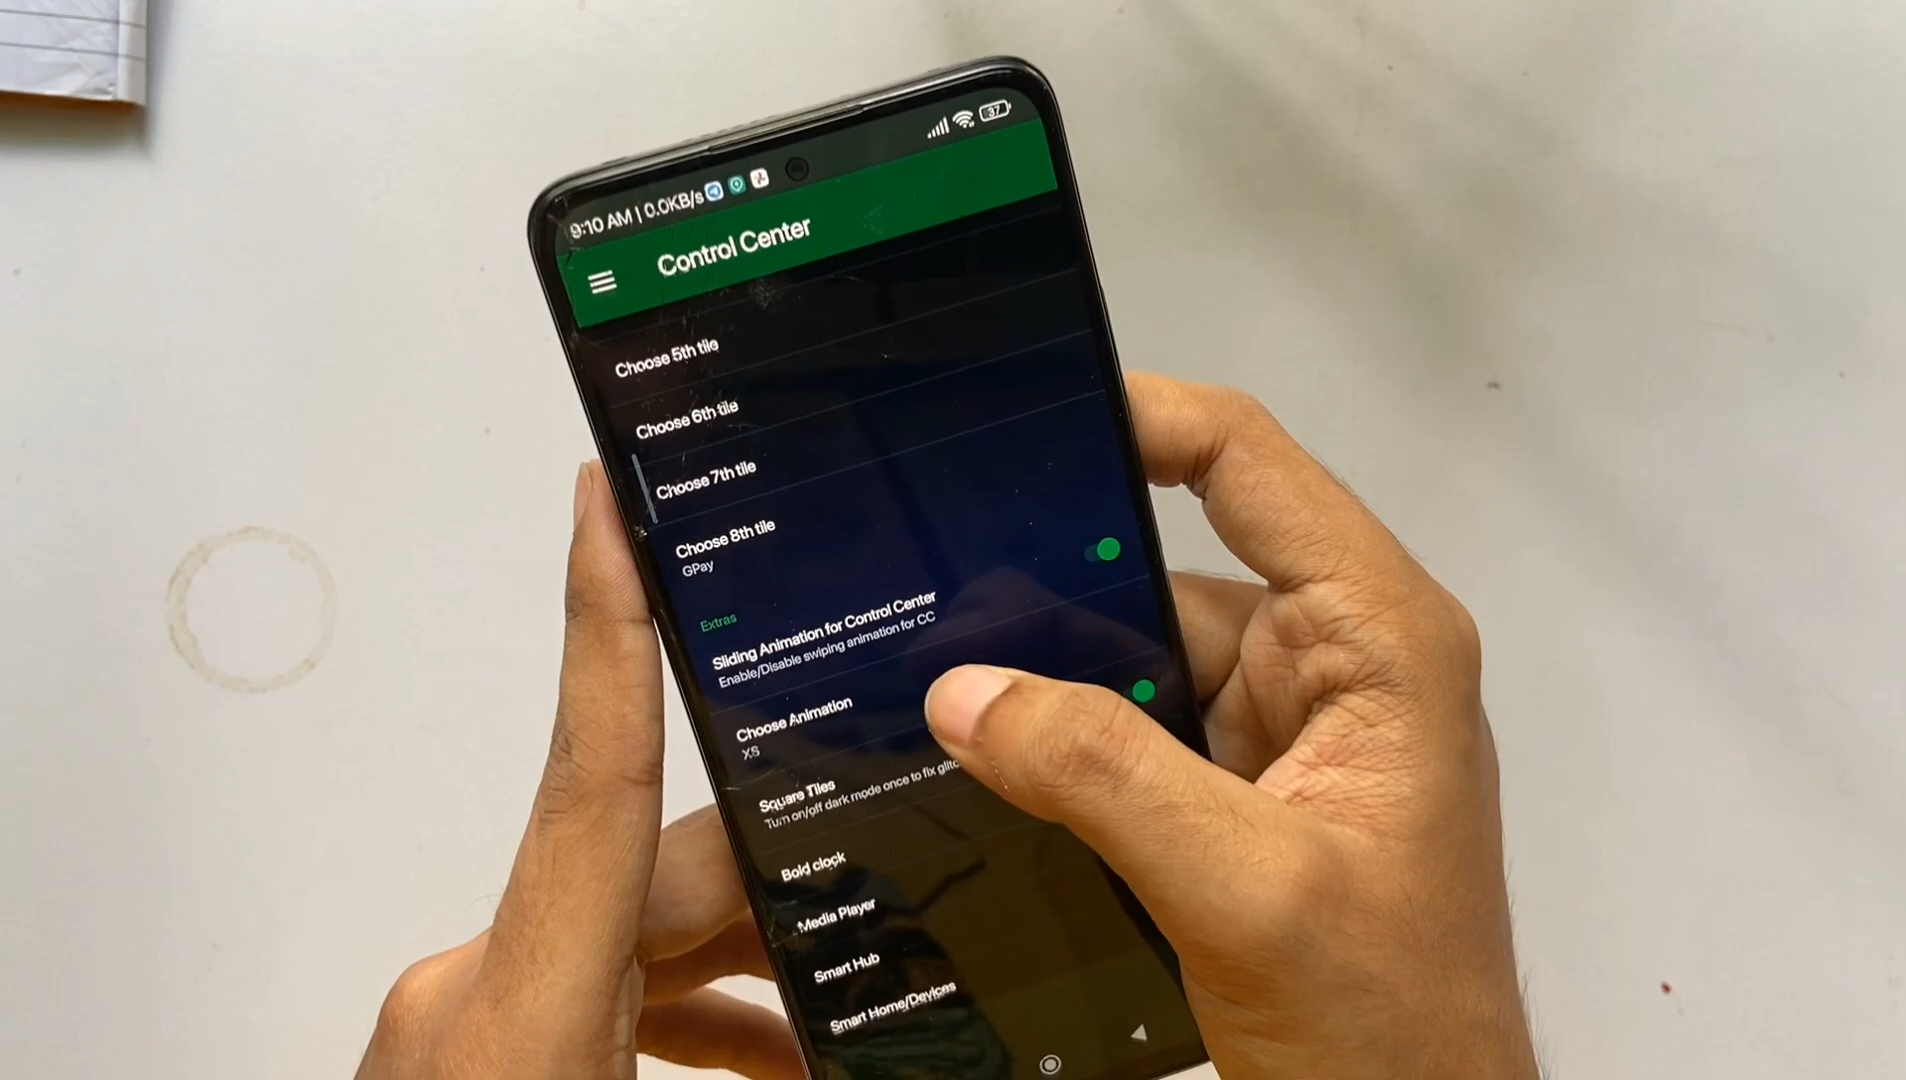 9:10 AM | 0.0KB/s
37
Control Center
Choose 5th tile
Choose 6th tile
Choose 7th tile
Choose 8th tile
GPay
Extras
Sliding Animation for Control Center
Enable/Disable swiping animation for CC
Choose Animation
XS
Square Tiles
Turn on/off dark mode once to fix glitc
Bold clock
Media Player
Smart Hub
Smart Home/Devices